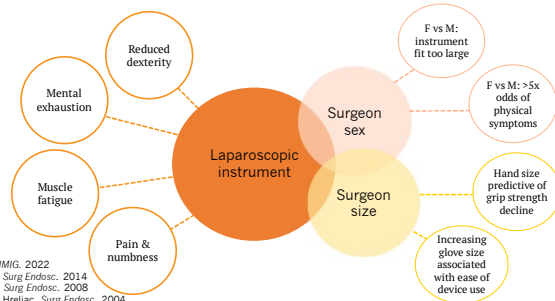 Reduced
dexterity
Mental
exhaustion
Muscle
fatigue
Pain &
numbness
Laparoscopic
instrument
Surgeon
sex
Surgeon
size
F vs M:
instrument
fit too large
F vs M: >5x
odds of
physical
symptoms
Hand size
predictive of
grip strength
decline
Increasing
glove size
associated
with ease of
device use
JMIG. 2022
Surg Endosc. 2014
Surg Endosc. 2008
Hreljac. Surg Endosc. 2004